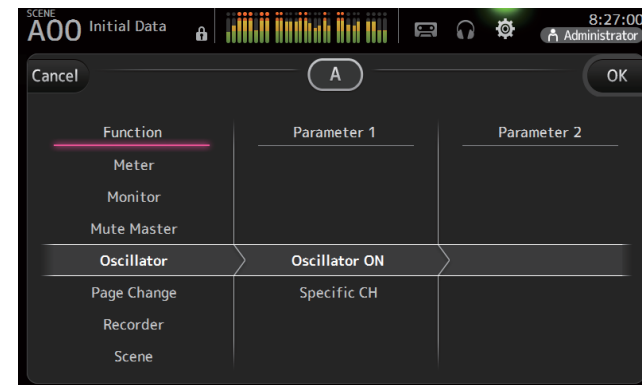 SCENE
A00 Initial Data
8:27:00
Administrator
Cancel
A
OK
Function
Parameter 1
Parameter 2
Meter
Monitor
Mute Master
Oscillator
Oscillator ON
Page Change
Specific CH
Recorder
Scene